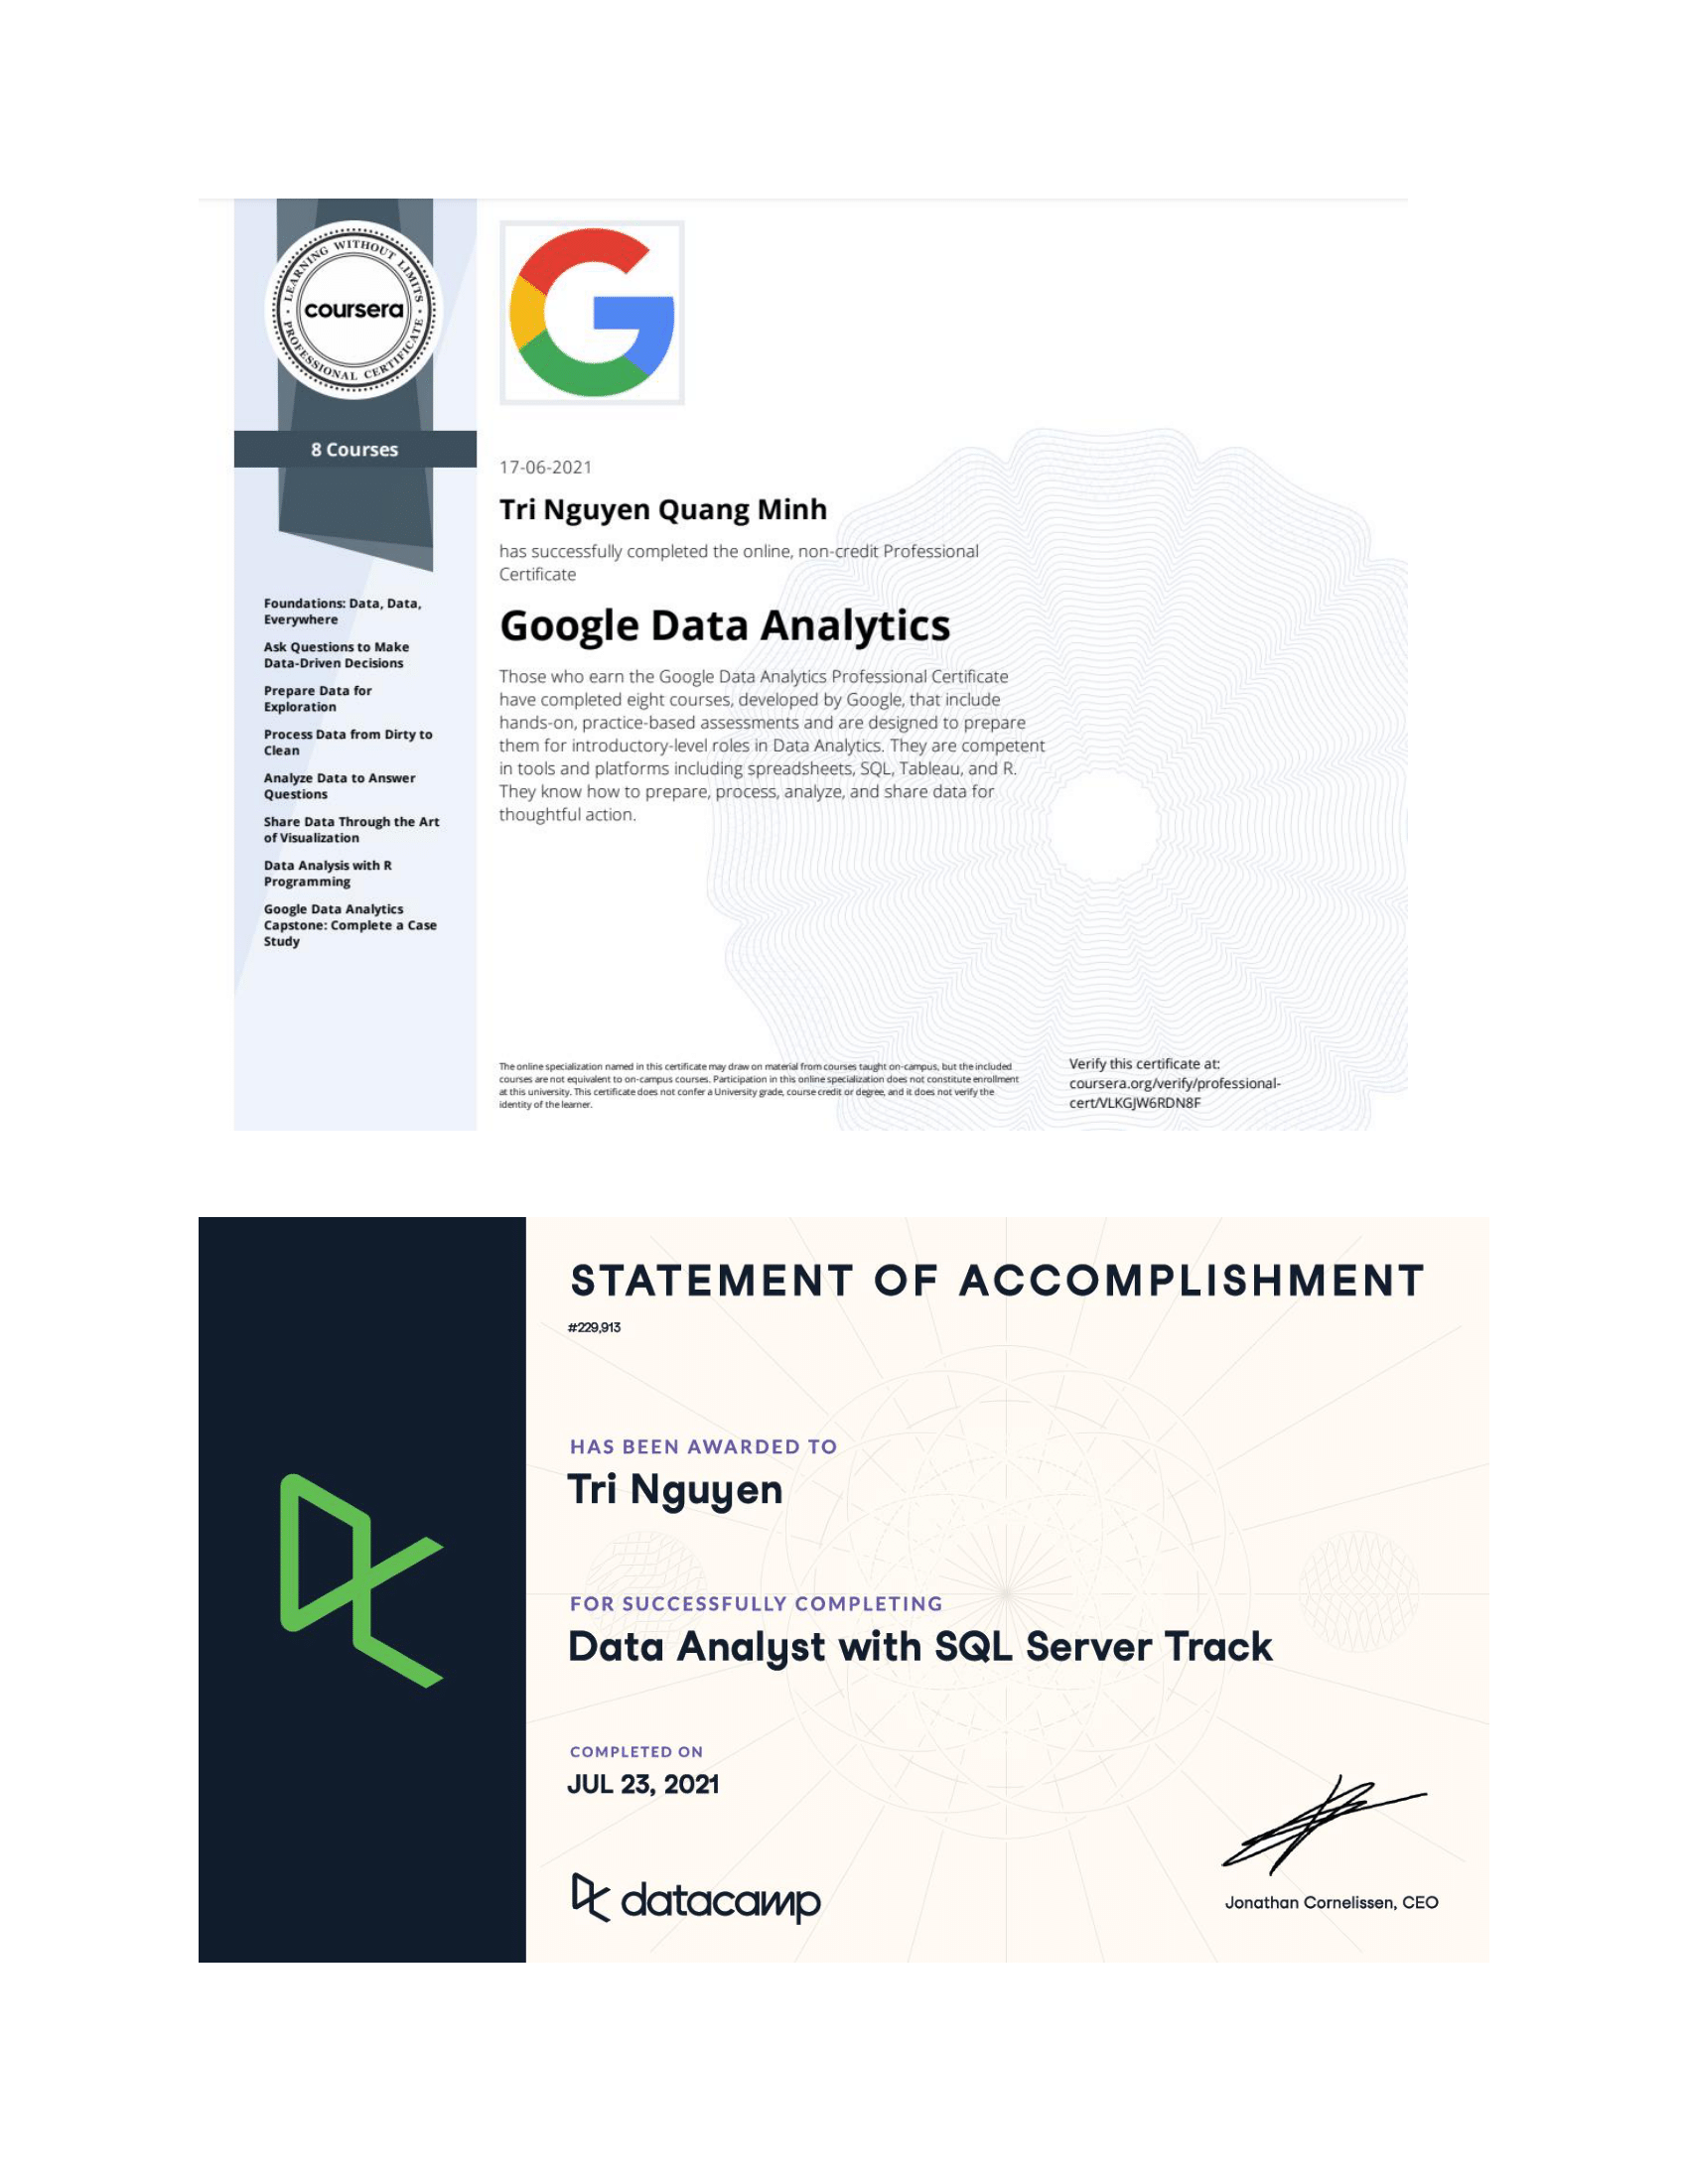 LEARNING WITHOUT LIMITS
coursera
PROFESSIONAL CERTIFICATE
8 Courses
Foundations: Data, Data,
Everywhere
Ask Questions to Make
Data-Driven Decisions
Prepare Data for
Exploration
Process Data from Dirty to
Clean
Analyze Data to Answer
Questions
Share Data Through the Art
of Visualization
Data Analysis with R
Programming
Google Data Analytics
Capstone: Complete a Case
Study
17-06-2021
Tri Nguyen Quang Minh
has successfully completed the online, non-credit Professional
Certificate
Google Data Analytics
Those who earn the Google Data Analytics Professional Certificate
have completed eight courses, developed by Google, that include
hands-on, practice-based assessments and are designed to prepare
them for introductory-level roles in Data Analytics. They are competent
in tools and platforms including spreadsheets, SQL, Tableau, and R.
They know how to prepare, process, analyze, and share data for
thoughtful action.
The online specialization named in this certificate may draw on material from courses taught on-campus, but the included
courses are not equivalent to on-campus courses. Participation in this online specialization does not constitute enrollment
at this university. This certificate does not confer a University grade, course credit or degree, and it does not verify the
identity of the learner.
Verify this certificate at:
coursera.org/verify/professional-
cert/VLKGJW6RDN8F
STATEMENT OF ACCOMPLISHMENT
#229,913
HAS BEEN AWARDED TO
Tri Nguyen
FOR SUCCESSFULLY COMPLETING
Data Analyst with SQL Server Track
COMPLETED ON
JUL 23, 2021
datacamp
Jonathan Cornelissen, CEO